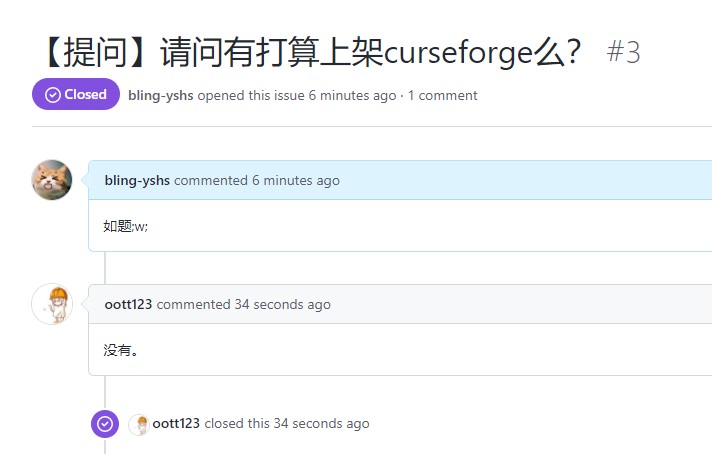 【提问】请问有打算上架curseforge么? #3
Closed bling-yshs opened this issue 6 minutes ago · 1 comment
bling-yshs commented 6 minutes ago
如题;w;
oott123 commented 34 seconds ago
没有。
oott123 closed this 34 seconds ago